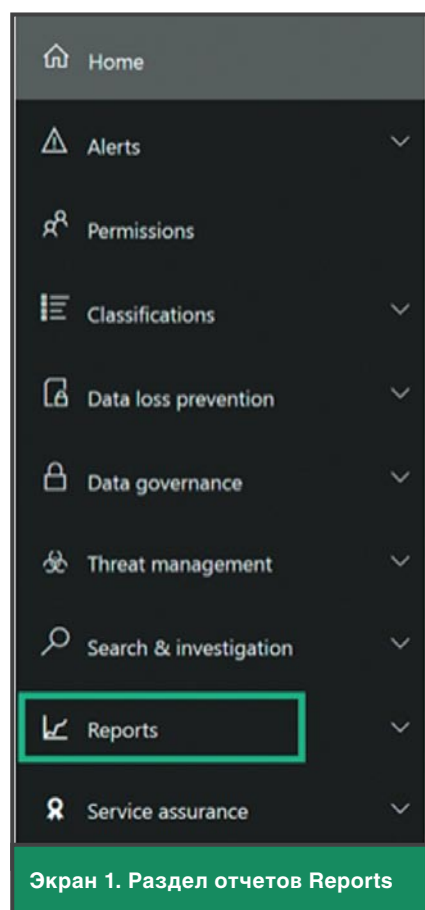 Home
Alerts
Permissions
Classifications
Data loss prevention
Data governance
Threat management
Search & investigation
Reports
Service assurance
Экран 1. Раздел отчетов Reports